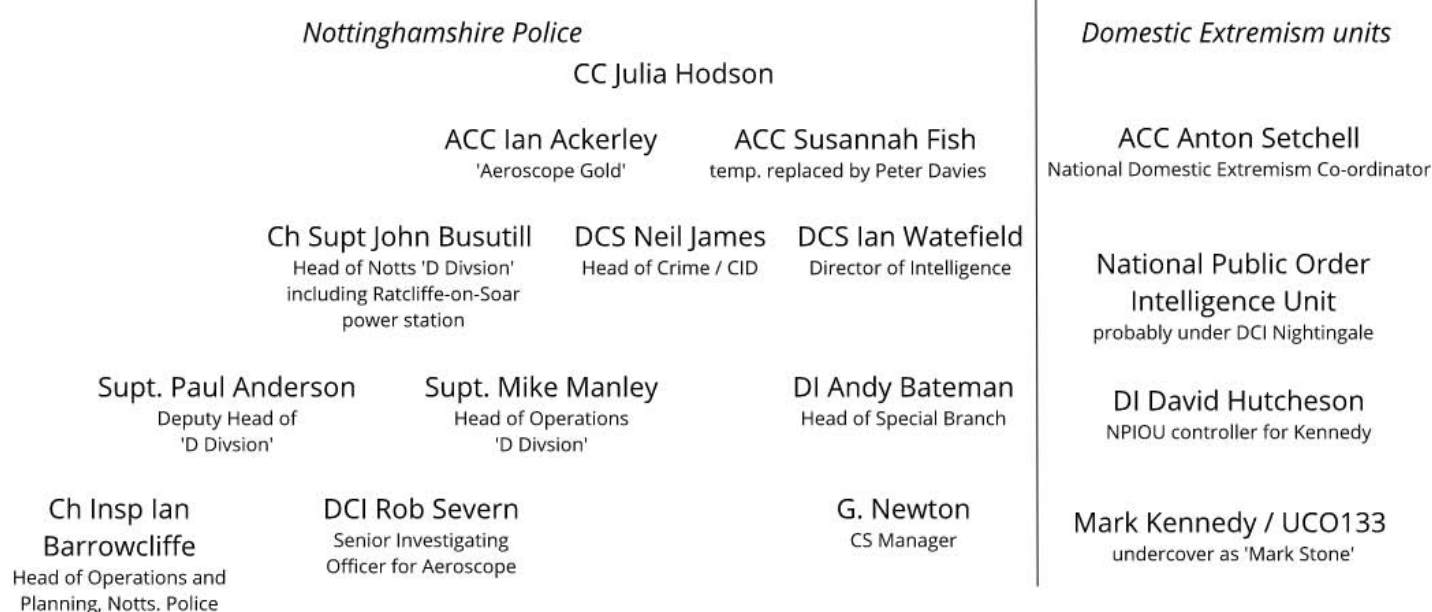 Nottinghamshire Police
Domestic Extremism units
CC Julia Hodson
ACC Ian Ackerley
'Aeroscope Gold'
ACC Susannah Fish
temp. replaced by Peter Davies
ACC Anton Setchell
National Domestic Extremism Co-ordinator
Ch Supt John Busutill
Head of Notts 'D Divsion'
including Ratcliffe-on-Soar
power station
DCS Neil James
Head of Crime / CID
DCS Ian Watefield
Director of Intelligence
National Public Order
Intelligence Unit
probably under DCI Nightingale
Supt. Paul Anderson
Deputy Head of
'D Divsion'
Supt. Mike Manley
Head of Operations
'D Divsion'
DI Andy Bateman
Head of Special Branch
DI David Hutcheson
NPIOU controller for Kennedy
Ch Insp Ian
Barrowcliffe
Head of Operations and
Planning, Notts. Police
DCI Rob Severn
Senior Investigating
Officer for Aeroscope
G. Newton
CS Manager
Mark Kennedy / UCO133
undercover as 'Mark Stone'